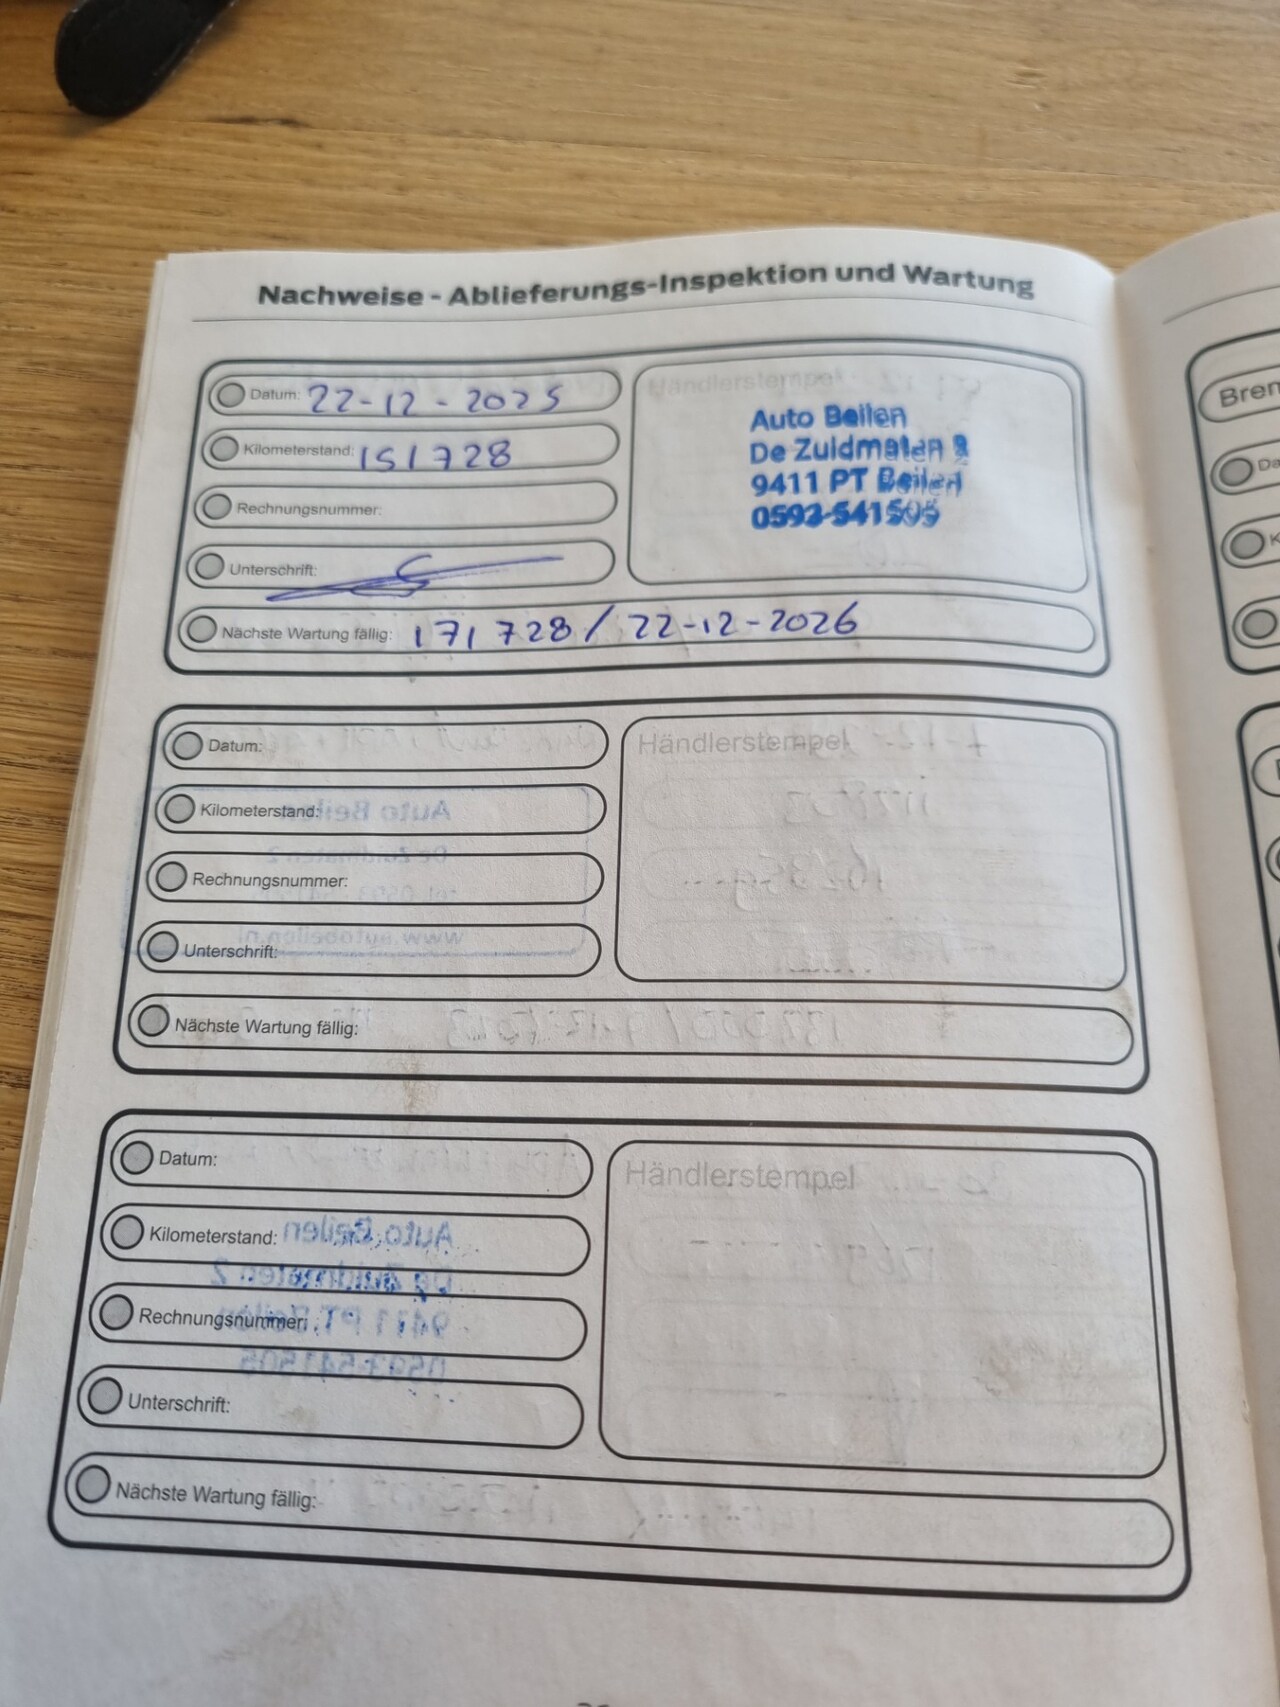 Nachweise - Ablieferungs-Inspektion und Wartung
Datum: 22-12-2025
Kilometerstand: 151728
Rechnungsnummer:
Unterschrift:
Nächste Wartung fällig: 171728 / 22-12-2026
Händlerstempel
Auto Beilen
De Zuidmaten 2
9411 PT Beilen
0593-541505
Datum:
Kilometerstand:
Rechnungsnummer:
Unterschrift:
Nächste Wartung fällig:
Händlerstempel
Datum:
Kilometerstand:
Rechnungsnummer:
Unterschrift:
Nächste Wartung fällig:
Händlerstempel